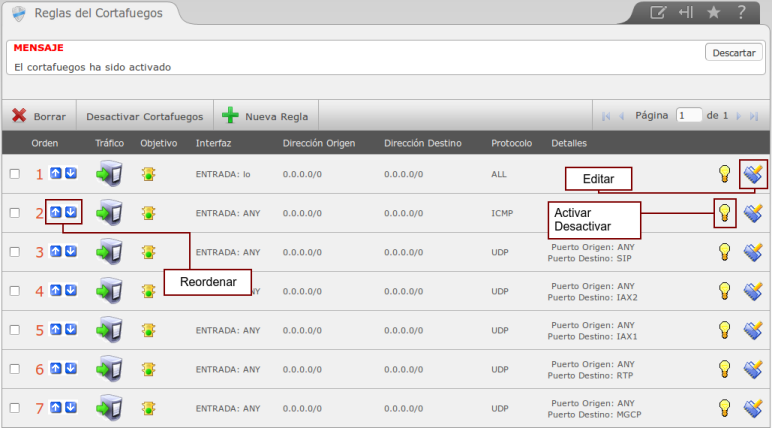 Reglas del Cortafuegos
?
MENSAJE
Descartar
El cortafuegos ha sido activado
Borrar Desactivar Cortafuegos Nueva Regla Página 1 de 1
Orden Tráfico Objetivo Interfaz Dirección Origen Dirección Destino Protocolo Detalles
1 ENTRADA: lo 0.0.0.0/0 0.0.0.0/0 ALL
Editar
2 ENTRADA: ANY 0.0.0.0/0 0.0.0.0/0 ICMP
Activar
Desactivar
3 ENTRADA: ANY 0.0.0.0/0 0.0.0.0/0 UDP Puerto Origen: ANY
Puerto Destino: SIP
Reordenar
4 NY 0.0.0.0/0 0.0.0.0/0 UDP Puerto Origen: ANY
Puerto Destino: IAX2
5 ENTRADA: ANY 0.0.0.0/0 0.0.0.0/0 UDP Puerto Origen: ANY
Puerto Destino: IAX1
6 ENTRADA: ANY 0.0.0.0/0 0.0.0.0/0 UDP Puerto Origen: ANY
Puerto Destino: RTP
7 ENTRADA: ANY 0.0.0.0/0 0.0.0.0/0 UDP Puerto Origen: ANY
Puerto Destino: MGCP